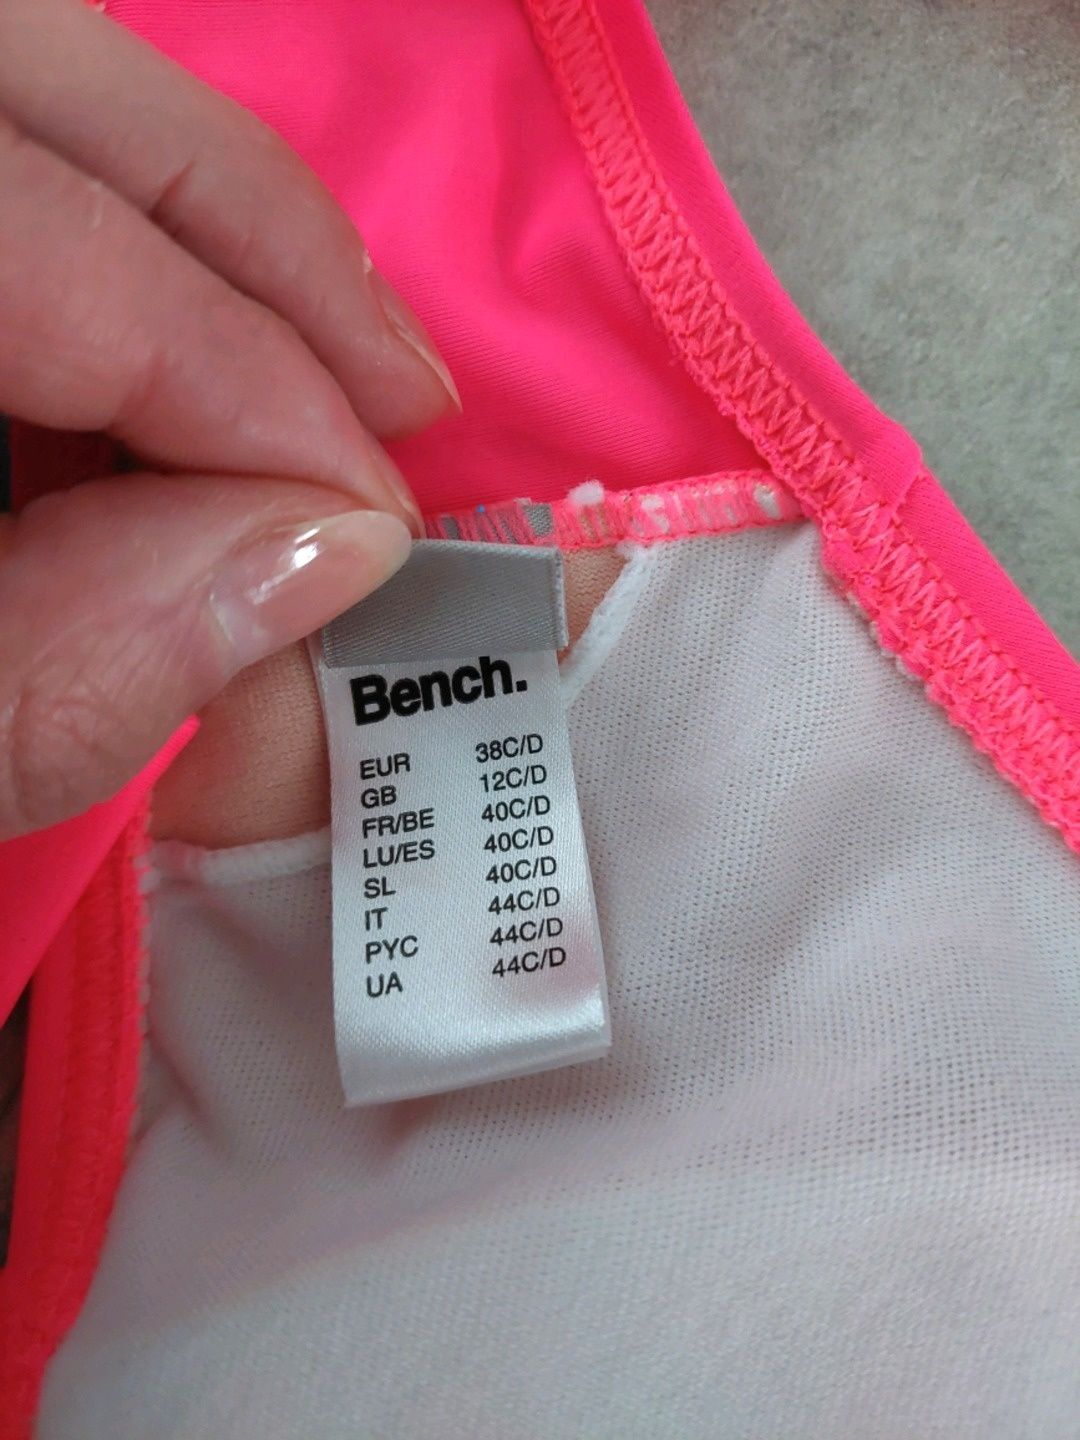 Bench.
EUR 38C/D
GB 12C/D
FR/BE 40C/D
LU/ES 40C/D
SL 40C/D
IT 44C/D
PYC 44C/D
UA 44C/D